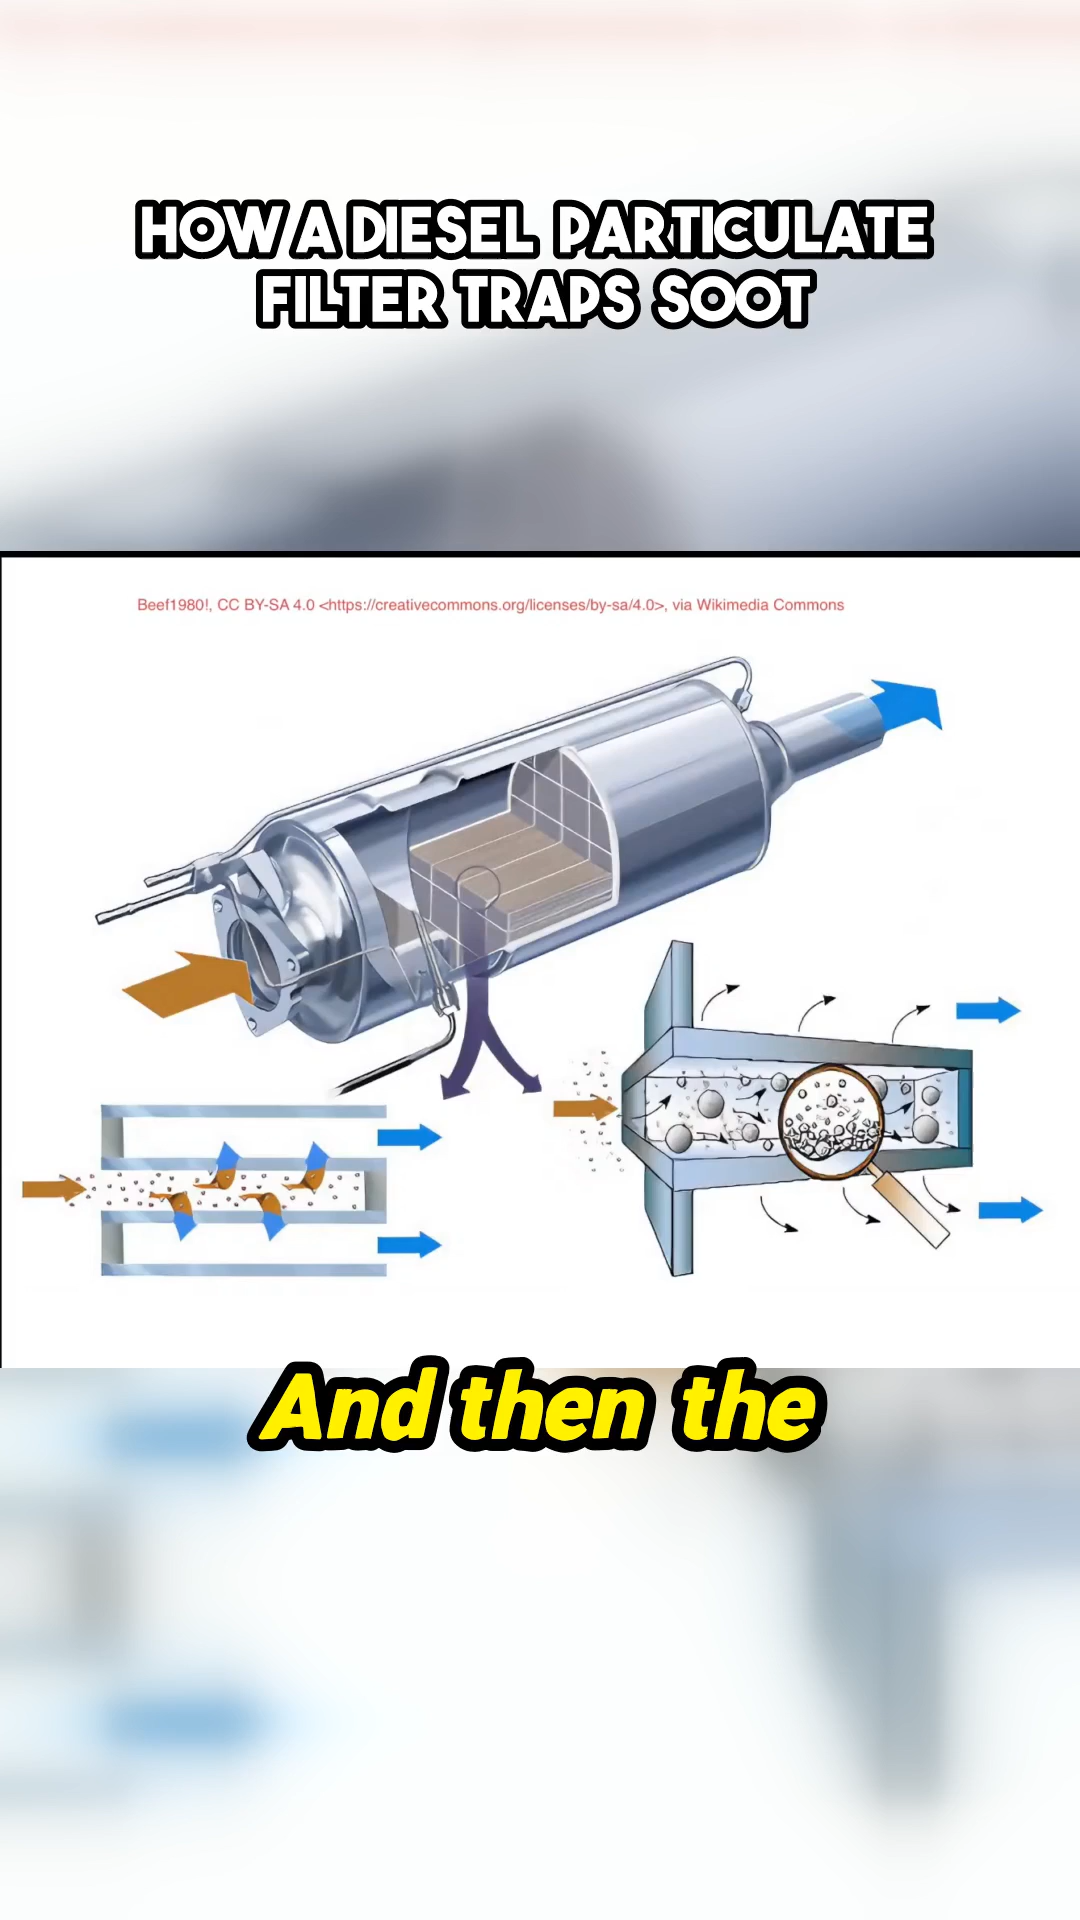 HOW A DIESEL PARTICULATE
FILTER TRAPS SOOT
Beef1980!, CC BY-SA 4.0 <https://creativecommons.org/licenses/by-sa/4.0>, via Wikimedia Commons
And then the